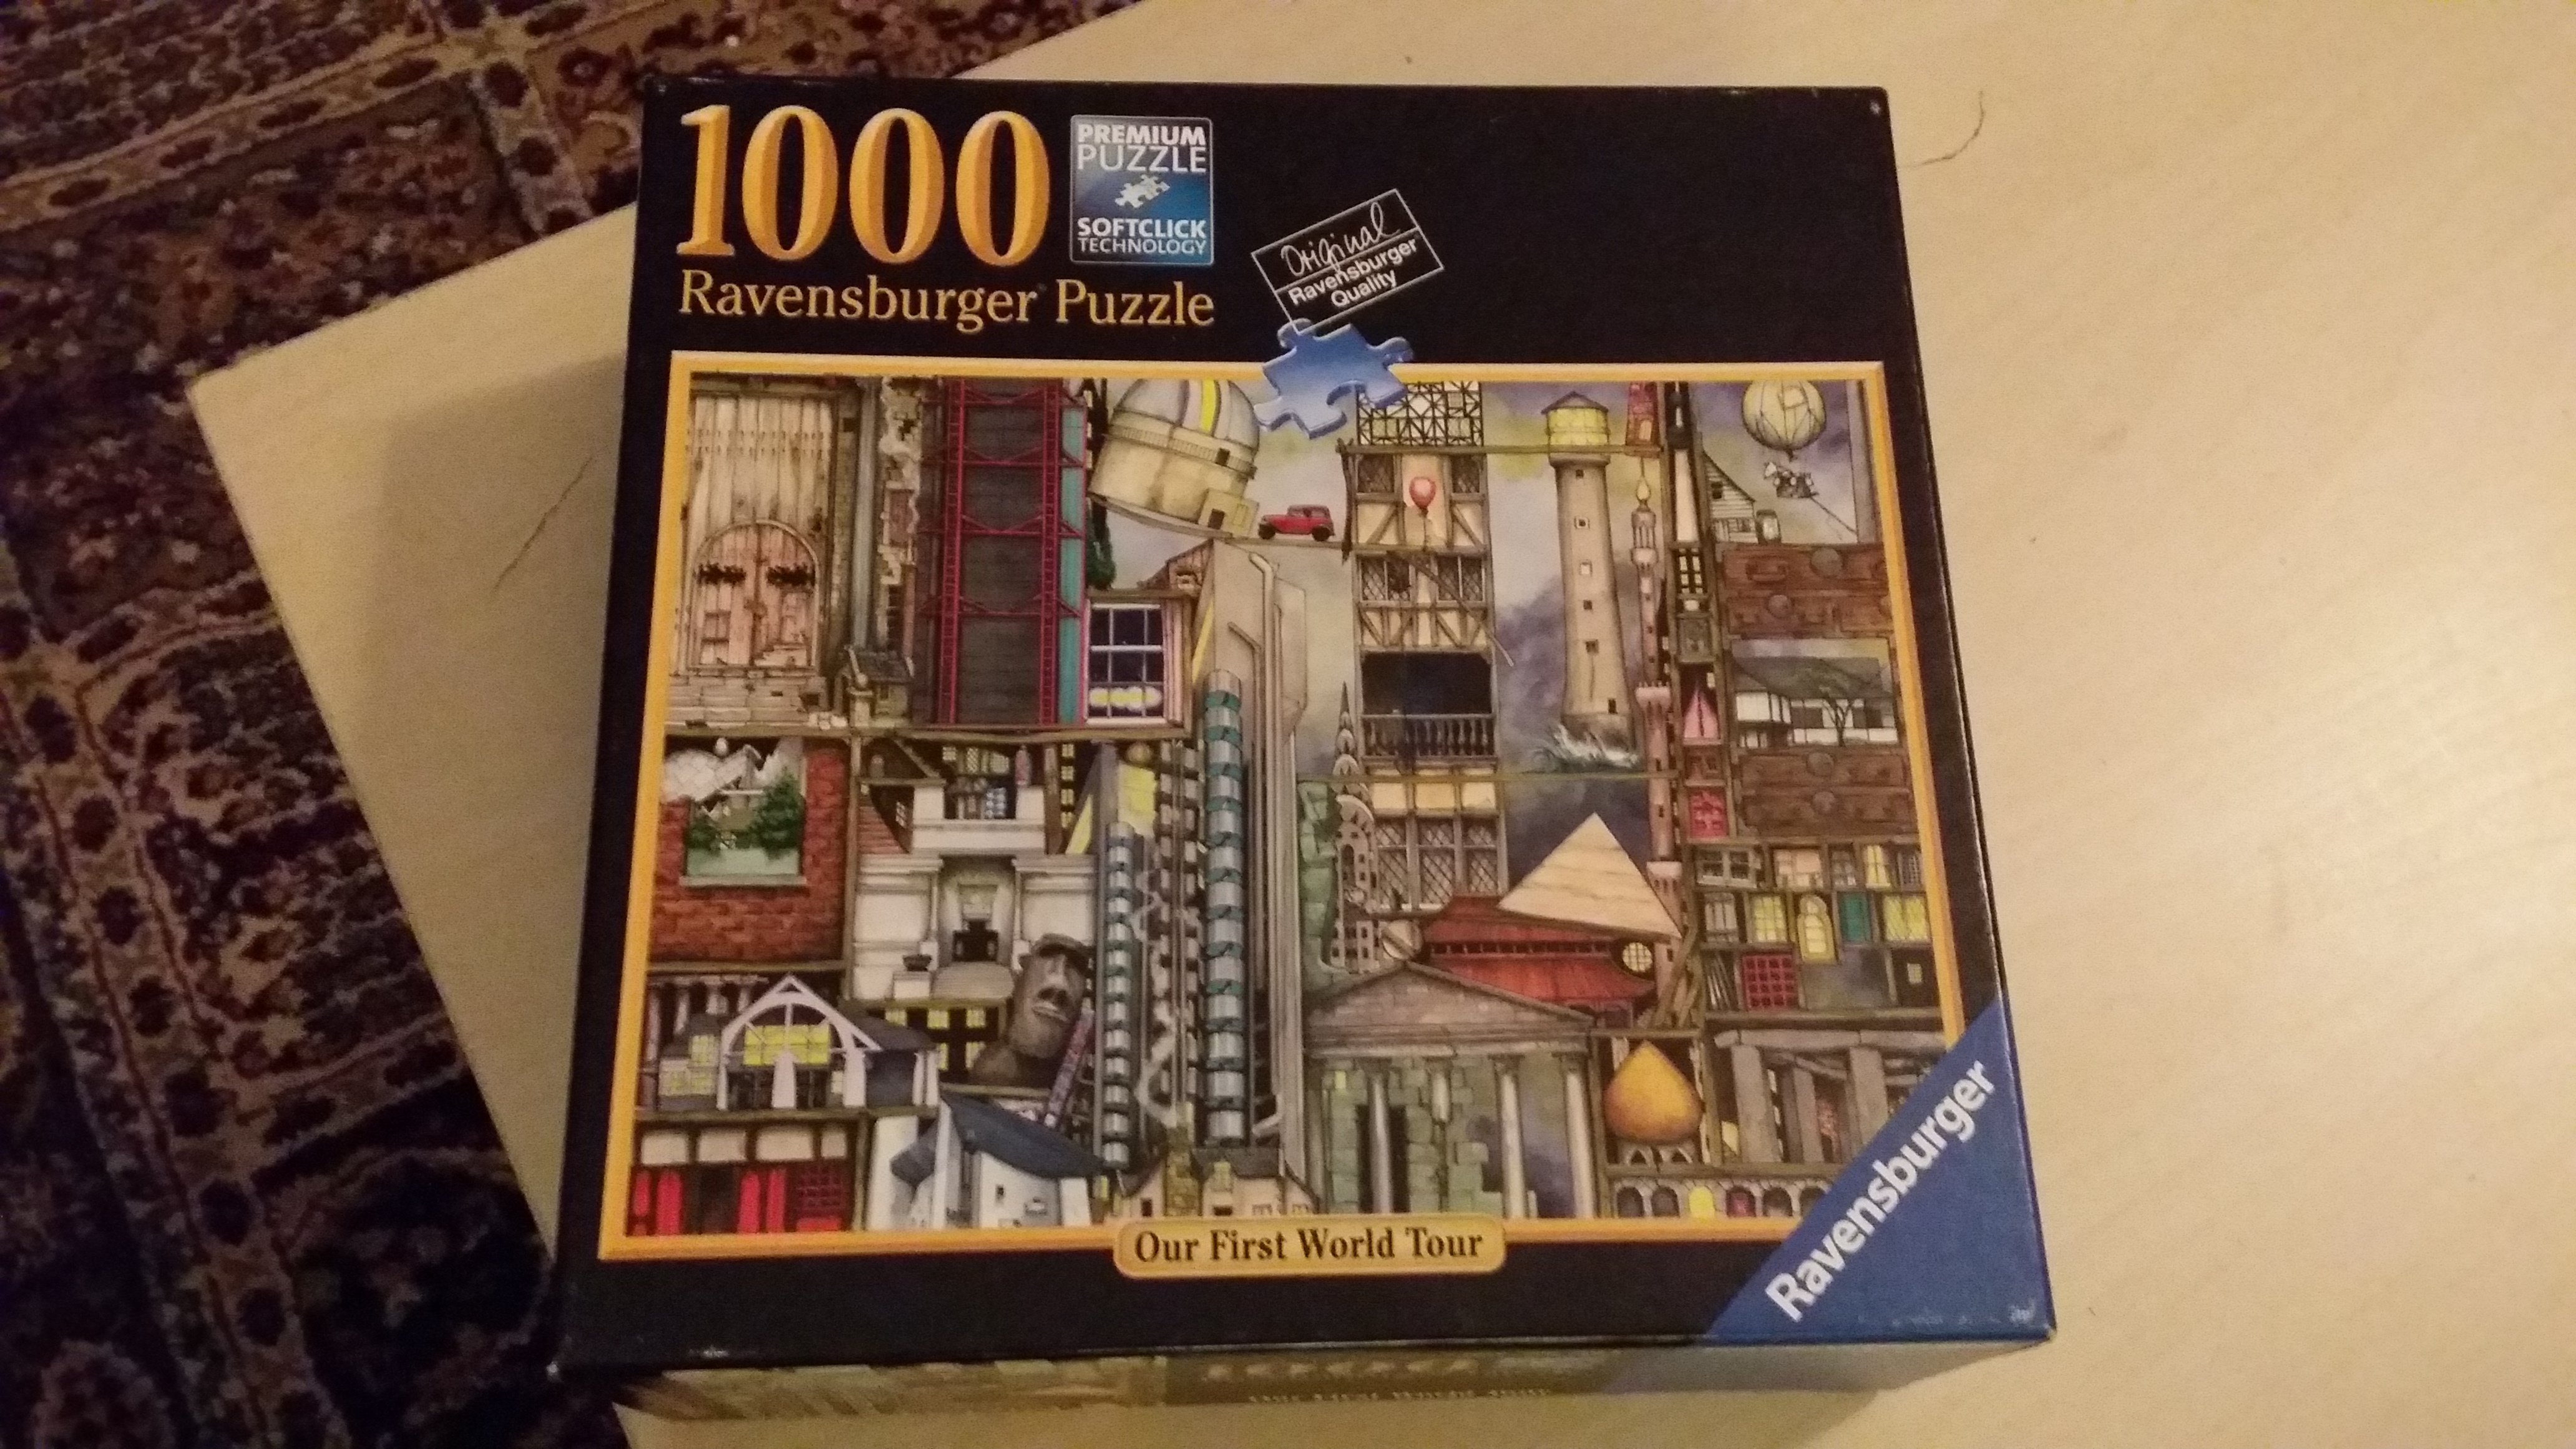 1000
PREMIUM
PUZZLE
SOFTCLICK
TECHNOLOGY
Ravensburger® Puzzle
Original
Ravensburger®
Quality
Our First World Tour
Ravensburger